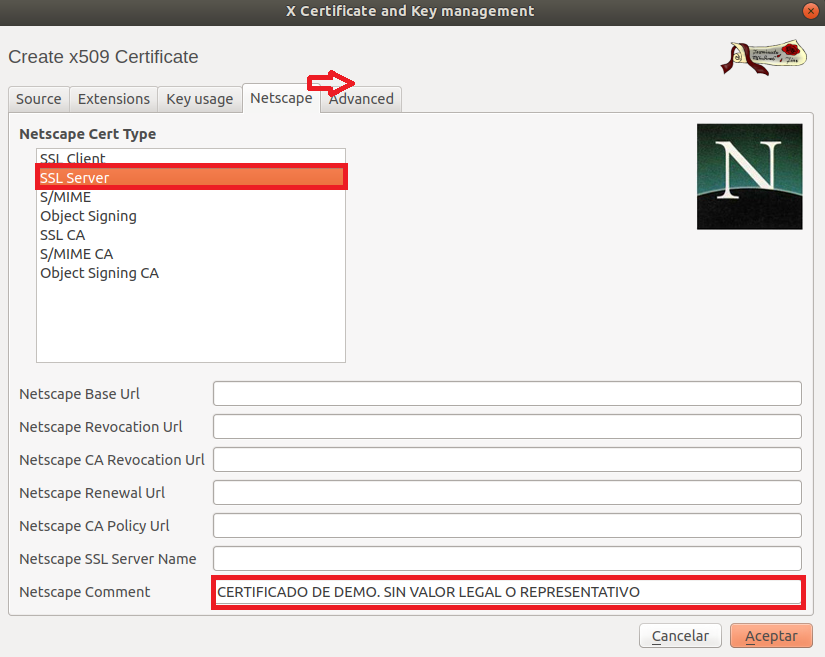 X Certificate and Key management
Create x509 Certificate
Source Extensions Key usage Netscape Advanced
Netscape Cert Type
SSL Client
SSL Server
S/MIME
Object Signing
SSL CA
S/MIME CA
Object Signing CA
N
Netscape Base Url
Netscape Revocation Url
Netscape CA Revocation Url
Netscape Renewal Url
Netscape CA Policy Url
Netscape SSL Server Name
Netscape Comment CERTIFICADO DE DEMO. SIN VALOR LEGAL O REPRESENTATIVO
Cancelar Aceptar